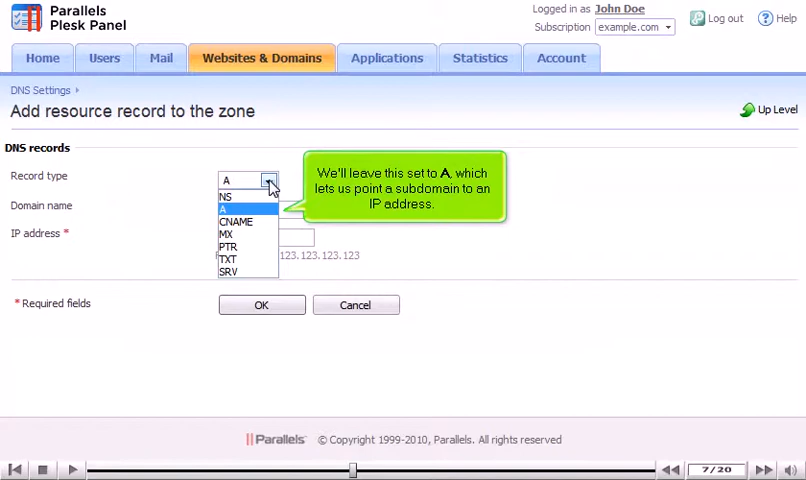 Parallels
Plesk Panel
Logged in as John Doe
Subscription example.com
Log out
Help
Home
Users
Mail
Websites & Domains
Applications
Statistics
Account
DNS Settings
Add resource record to the zone
Up Level
DNS records
Record type
A
We'll leave this set to A, which
lets us point a subdomain to an
IP address.
NS
A
CNAME
MX
PTR
TXT
SRV
Domain name
IP address *
123.123.123.123
* Required fields
OK
Cancel
Parallels © Copyright 1999-2010, Parallels. All rights reserved
7/20